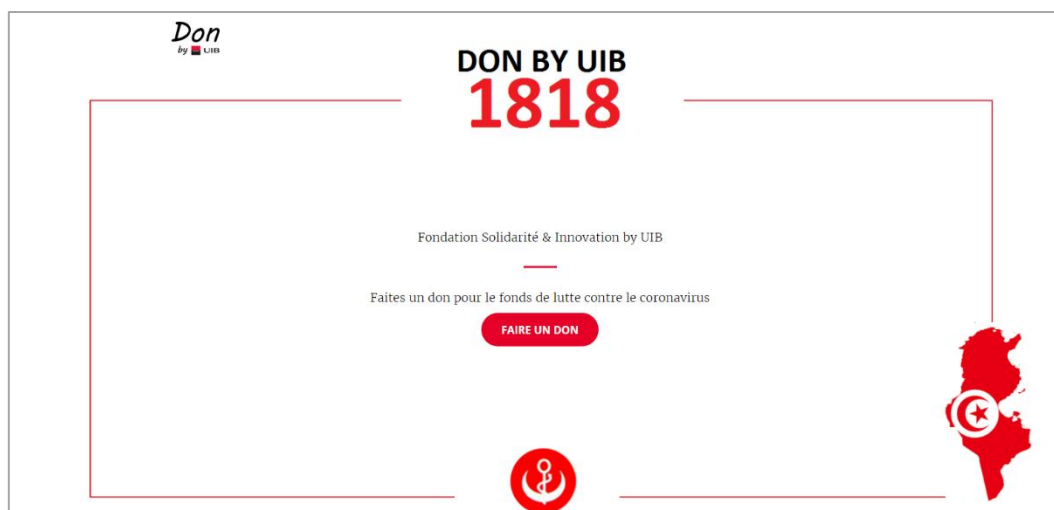 Don
by UIB
DON BY UIB
1818
Fondation Solidarité & Innovation by UIB
Faites un don pour le fonds de lutte contre le coronavirus
FAIRE UN DON